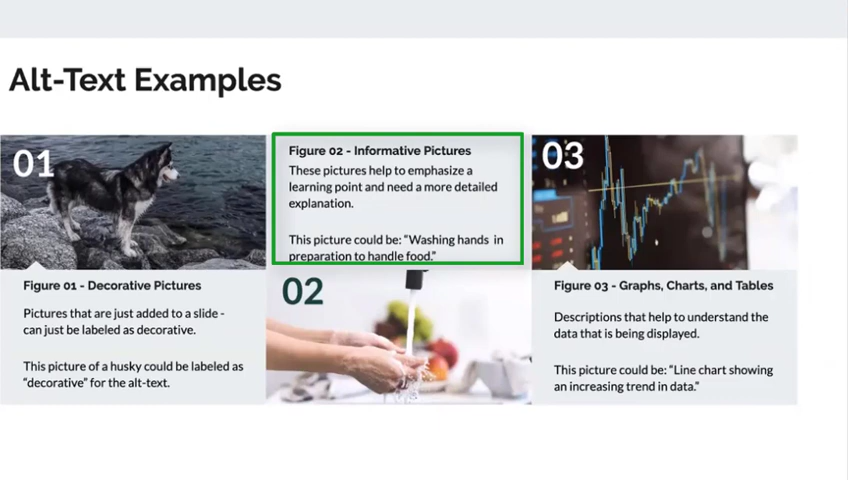 Alt-Text Examples
01
Figure 01 - Decorative Pictures
Pictures that are just added to a slide -
can just be labeled as decorative.
This picture of a husky could be labeled as
“decorative” for the alt-text.
Figure 02 - Informative Pictures
These pictures help to emphasize a
learning point and need a more detailed
explanation.
This picture could be: “Washing hands in
preparation to handle food.”
02
03
Figure 03 - Graphs, Charts, and Tables
Descriptions that help to understand the
data that is being displayed.
This picture could be: “Line chart showing
an increasing trend in data.”